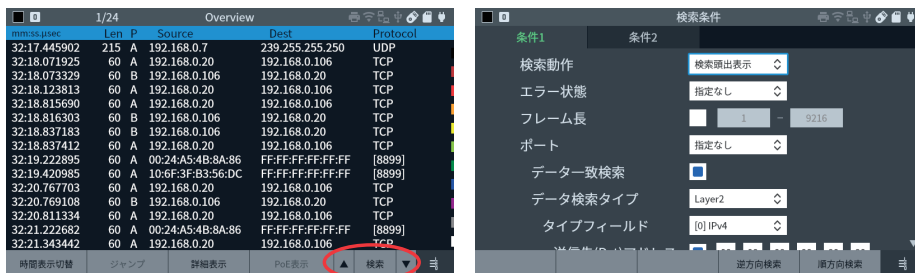 0 1/24 Overview
mm:ss.μsec Len P Source Dest Protocol
32:17.445902 215 A 192.168.0.7 239.255.255.250 UDP
32:18.071925 60 A 192.168.0.20 192.168.0.106 TCP
32:18.073329 60 B 192.168.0.106 192.168.0.20 TCP
32:18.123813 60 A 192.168.0.20 192.168.0.106 TCP
32:18.815690 60 A 192.168.0.20 192.168.0.106 TCP
32:18.816303 60 B 192.168.0.106 192.168.0.20 TCP
32:18.837183 60 B 192.168.0.106 192.168.0.20 TCP
32:18.837412 60 A 192.168.0.20 192.168.0.106 TCP
32:19.222895 60 A 00:24:A5:4B:8A:86 FF:FF:FF:FF:FF:FF [8899]
32:19.420985 60 A 10:6F:3F:B3:56:DC FF:FF:FF:FF:FF:FF [8899]
32:20.767703 60 A 192.168.0.20 192.168.0.106 TCP
32:20.769108 60 B 192.168.0.106 192.168.0.20 TCP
32:20.811334 60 A 192.168.0.20 192.168.0.106 TCP
32:21.222682 60 A 00:24:A5:4B:8A:86 FF:FF:FF:FF:FF:FF [8899]
32:21.343442 60 A 192.168.0.20 192.168.0.106 TCP
時間表示切替 ジャンプ 詳細表示 PoE表示 ▲ 検索 ▼
0 検索条件
条件1 条件2
検索動作 検索頭出表示
エラー状態 指定なし
フレーム長 1 - 9216
ポート 指定なし
データ一致検索
データ検索タイプ Layer2
タイプフィールド [0] IPv4
逆方向検索 順方向検索